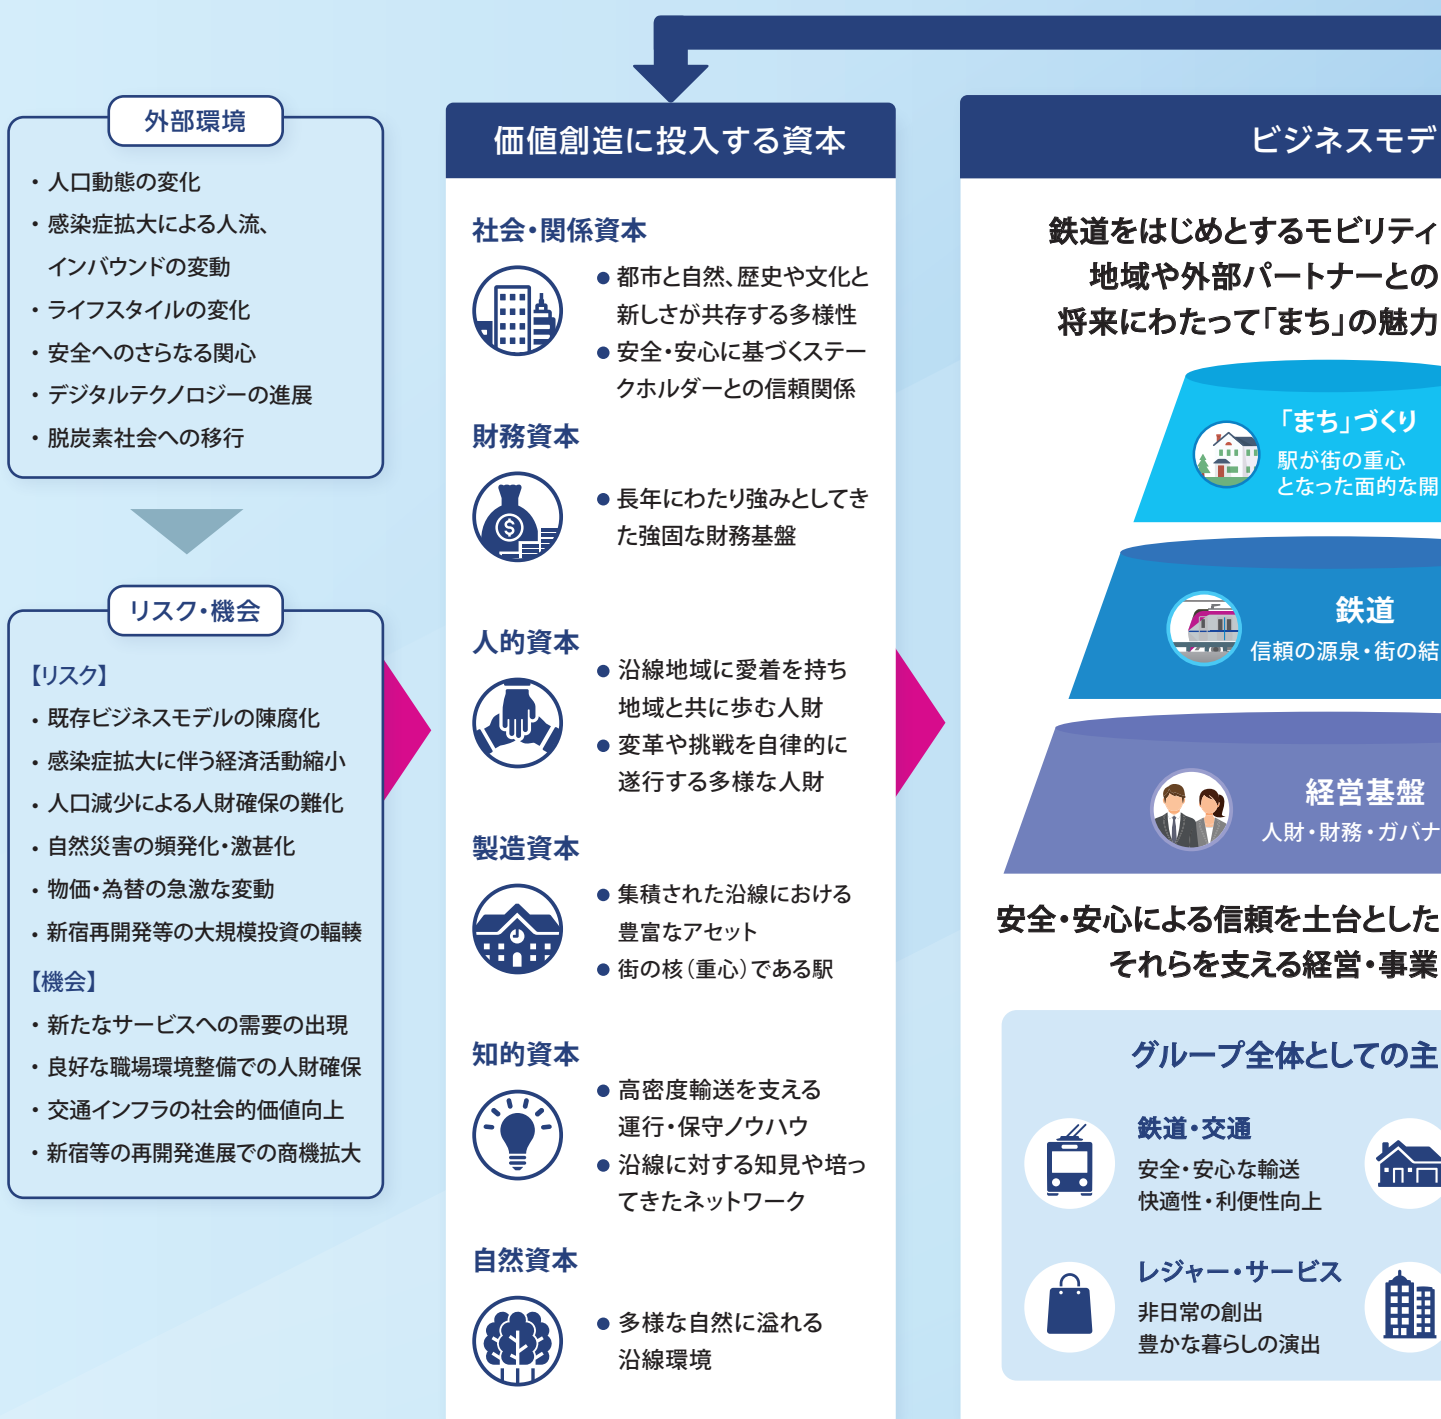 外部環境
・人口動態の変化
・感染症拡大による人流、
インバウンドの変動
・ライフスタイルの変化
・安全へのさらなる関心
・デジタルテクノロジーの進展
・脱炭素社会への移行
リスク・機会
【リスク】
・既存ビジネスモデルの陳腐化
・感染症拡大に伴う経済活動縮小
・人口減少による人財確保の難化
・自然災害の頻発化・激甚化
・物価・為替の急激な変動
・新宿再開発等の大規模投資の輻輳
【機会】
・新たなサービスへの需要の出現
・良好な職場環境整備での人財確保
・交通インフラの社会的価値向上
・新宿等の再開発進展での商機拡大
価値創造に投入する資本
社会・関係資本
●都市と自然、歴史や文化と
新しさが共存する多様性
●安全・安心に基づくステー
クホルダーとの信頼関係
財務資本
●長年にわたり強みとしてき
た強固な財務基盤
人的資本
●沿線地域に愛着を持ち
地域と共に歩む人財
●変革や挑戦を自律的に
遂行する多様な人財
製造資本
●集積された沿線における
豊富なアセット
●街の核（重心）である駅
知的資本
●高密度輸送を支える
運行・保守ノウハウ
●沿線に対する知見や培っ
てきたネットワーク
自然資本
●多様な自然に溢れる
沿線環境
ビジネスモデ
鉄道をはじめとするモビリティ
地域や外部パートナーとの
将来にわたって「まち」の魅力
「まち」づくり
駅が街の重心
となった面的な開
鉄道
信頼の源泉・街の結
経営基盤
人財・財務・ガバナ
安全・安心による信頼を土台とした
それらを支える経営・事業
グループ全体としての主
鉄道・交通
安全・安心な輸送
快適性・利便性向上
レジャー・サービス
非日常の創出
豊かな暮らしの演出